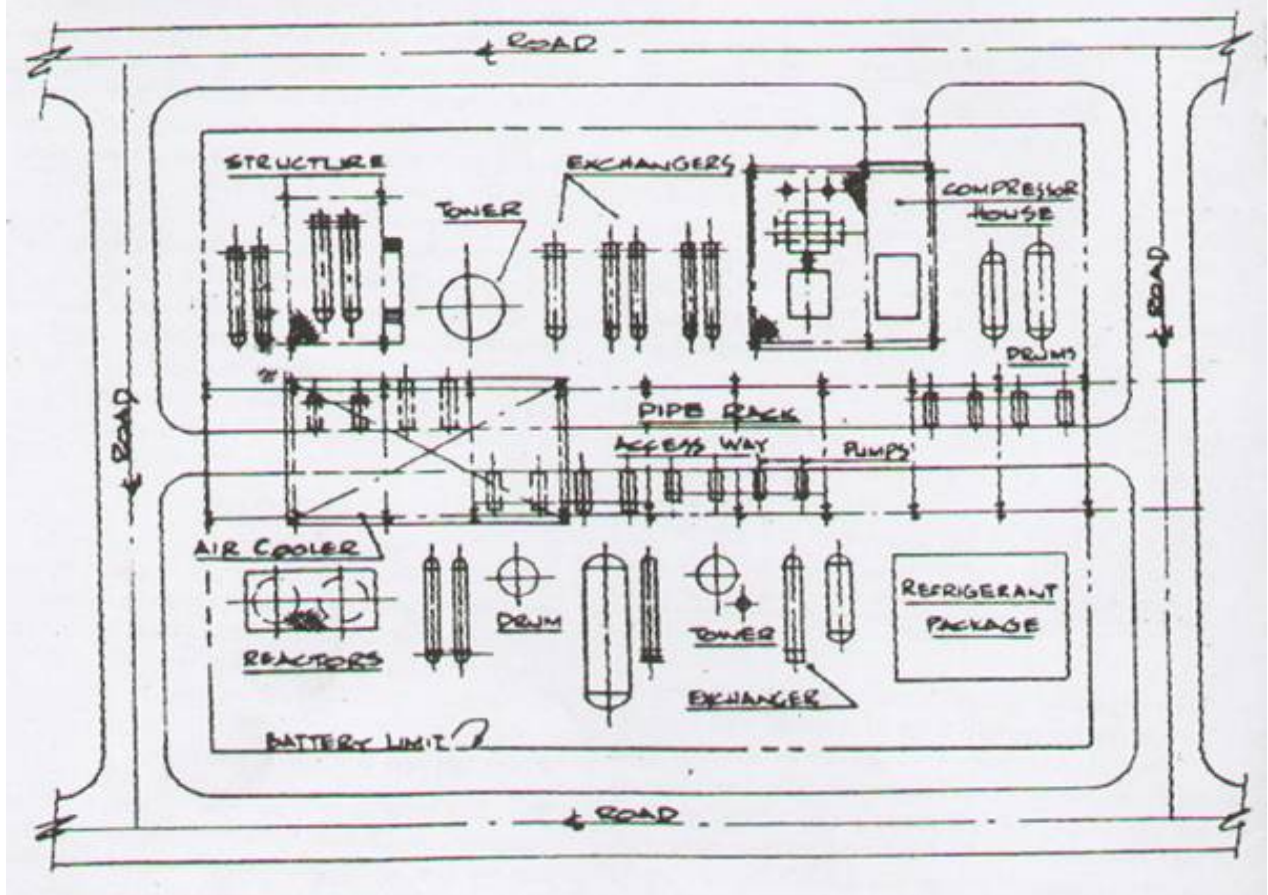 ROAD
STRUCTURE
EXCHANGERS
TONER
COMPRESSOR
HOUSE
ROAD
DRUMS
PIPE RACK
ROAD
ACCESS WAY
PUMPS
AIR COOLER
REFRIGERANT
PACKAGE
DRUM
TOWER
REACTORS
EXCHANGER
BATTERY LIMIT
ROAD